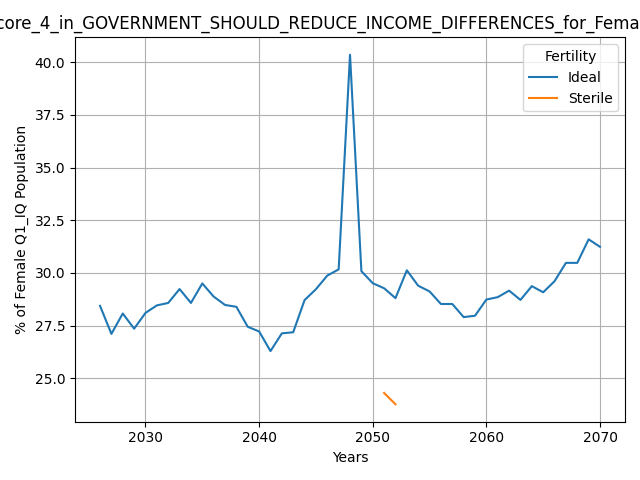 core_4_in_GOVERNMENT_SHOULD_REDUCE_INCOME_DIFFERENCES_for_Fema
Fertility
Ideal
Sterile
% of Female Q1_IQ Population
40.0
37.5
35.0
32.5
30.0
27.5
25.0
2030
2040
2050
2060
2070
Years